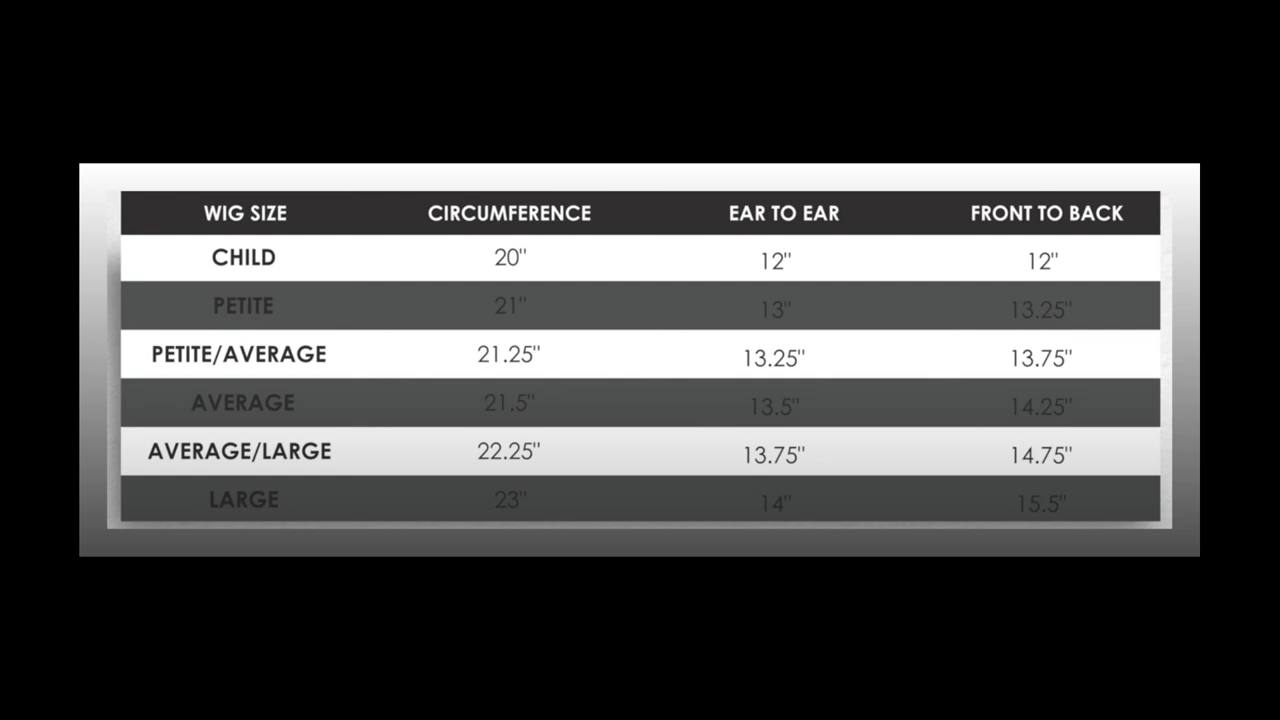 WIG SIZE CIRCUMFERENCE EAR TO EAR FRONT TO BACK
CHILD 20" 12" 12"
PETITE 21" 13" 13.25"
PETITE/AVERAGE 21.25" 13.25" 13.75"
AVERAGE 21.5" 13.5" 14.25"
AVERAGE/LARGE 22.25" 13.75" 14.75"
LARGE 23" 14" 15.5"